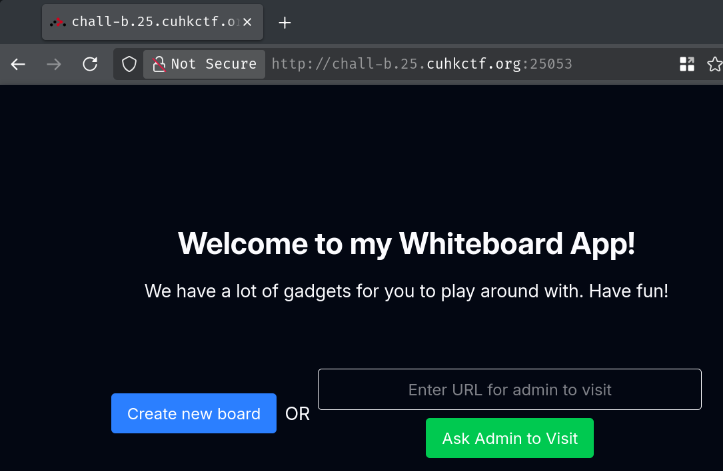 chall-b.25.cuhkctf.o
Not Secure
http://chall-b.25.cuhkctf.org:25053
Welcome to my Whiteboard App!
We have a lot of gadgets for you to play around with. Have fun!
Create new board OR Enter URL for admin to visit
Ask Admin to Visit